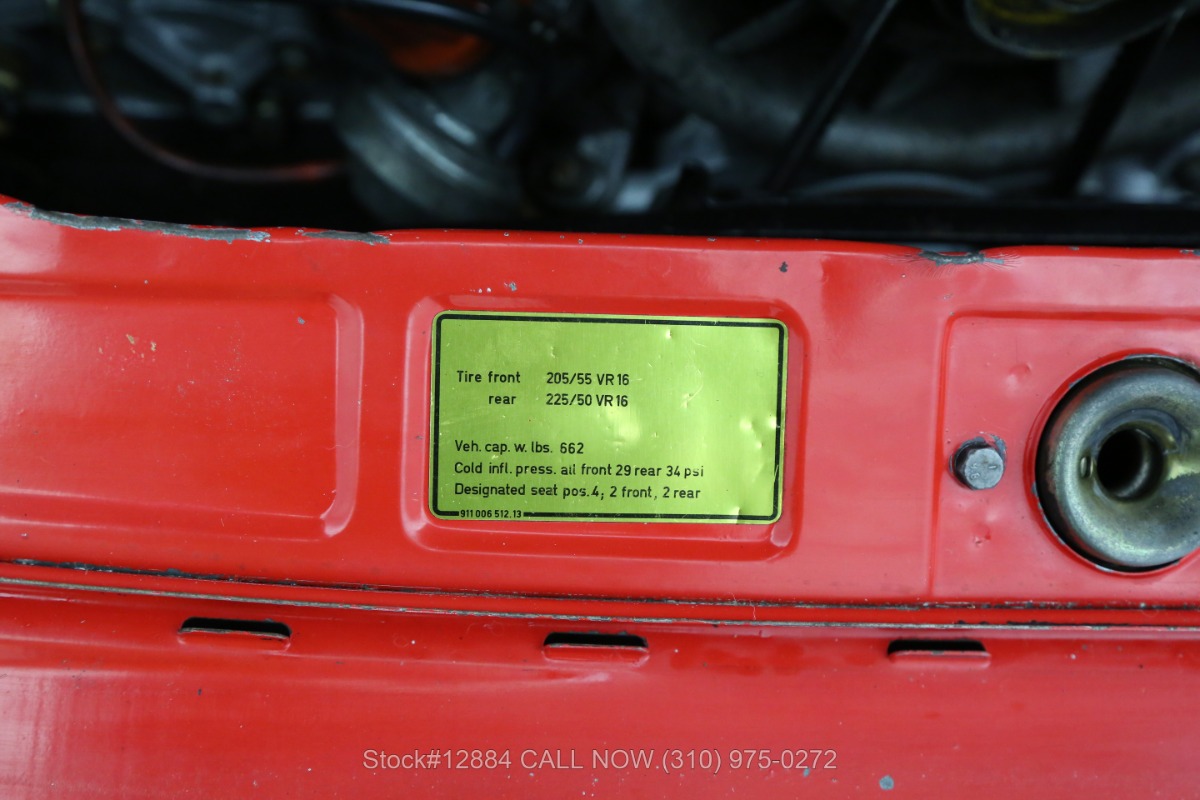 Tire front 205/55 VR 16
rear 225/50 VR 16
Veh. cap. w. lbs. 662
Cold infl. press. all front 29 rear 34 psi
Designated seat pos. 4; 2 front, 2 rear
911 006 512.13
Stock#12884 CALL NOW.(310) 975-0272